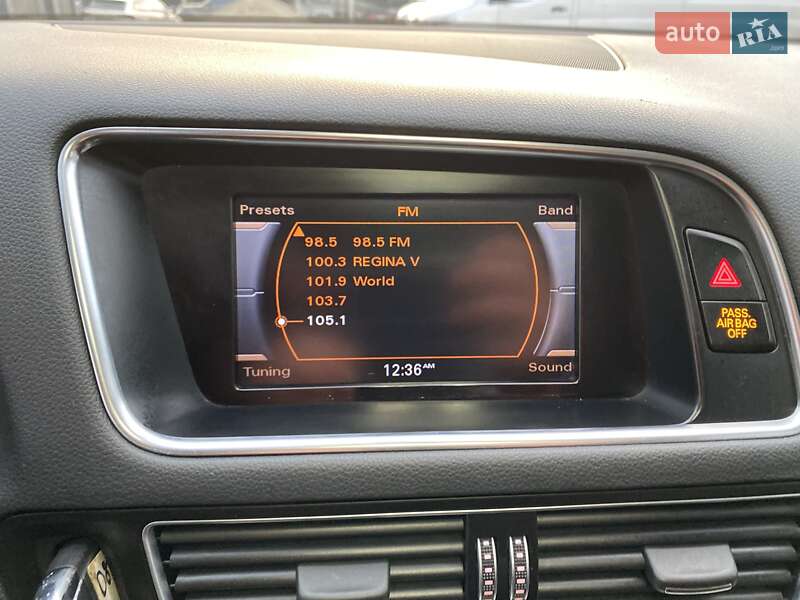 auto RIA
Presets FM Band
98.5 98.5 FM
100.3 REGINA V
101.9 World
103.7
105.1
Tuning 12:36 AM Sound
PASS.
AIR BAG
OFF